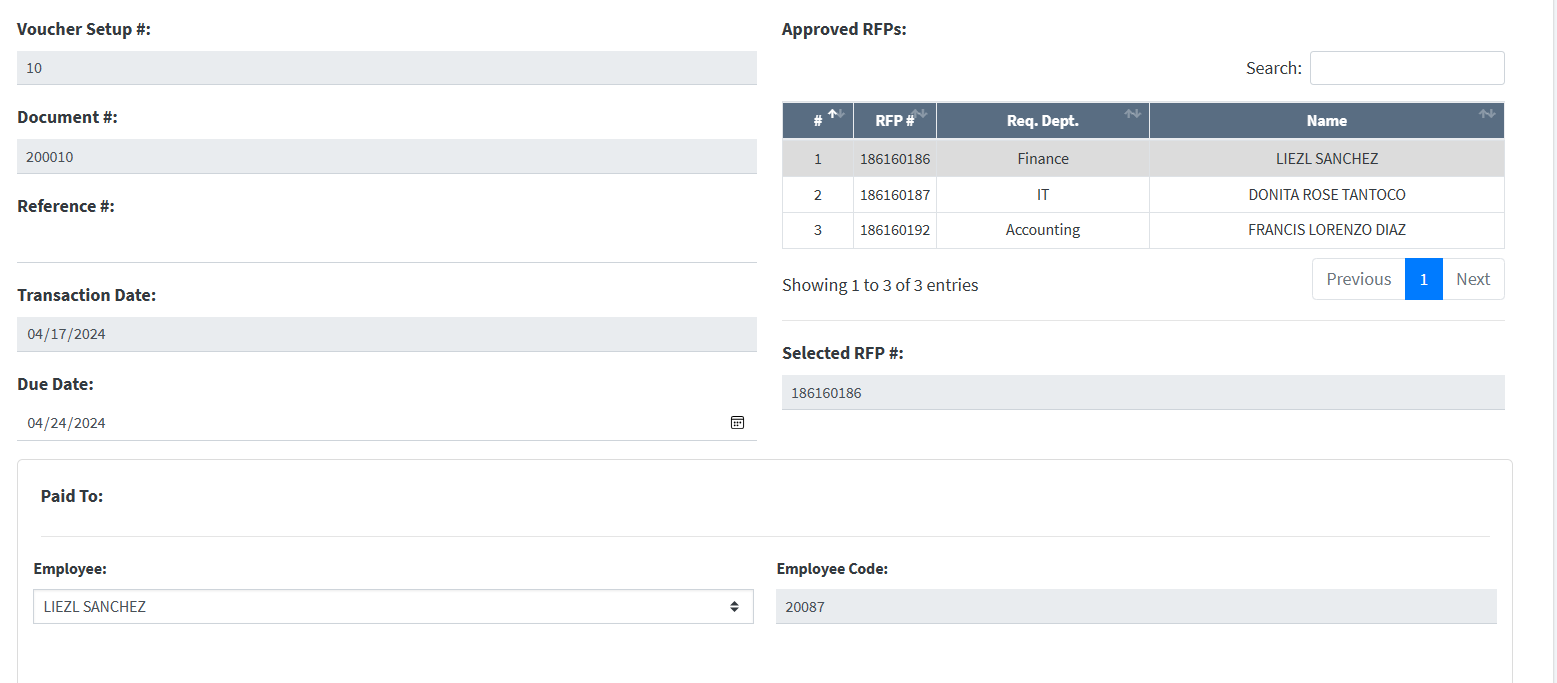 Voucher Setup #:
10
Document #:
200010
Reference #:
Transaction Date:
04/17/2024
Due Date:
04/24/2024
Approved RFPs:
Search:
# RFP # Req. Dept. Name
1 186160186 Finance LIEZL SANCHEZ
2 186160187 IT DONITA ROSE TANTOCO
3 186160192 Accounting FRANCIS LORENZO DIAZ
Showing 1 to 3 of 3 entries
Previous 1 Next
Selected RFP #:
186160186
Paid To:
Employee: Employee Code:
LIEZL SANCHEZ 20087